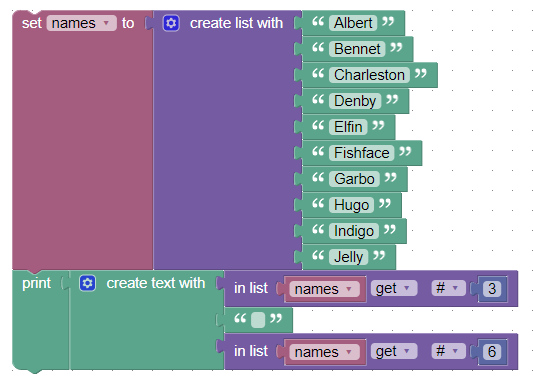 set names to create list with “ Albert ”
“ Bennet ”
“ Charleston ”
“ Denby ”
“ Elfin ”
“ Fishface ”
“ Garbo ”
“ Hugo ”
“ Indigo ”
“ Jelly ”
print create text with in list names get # 3
“ ”
in list names get # 6